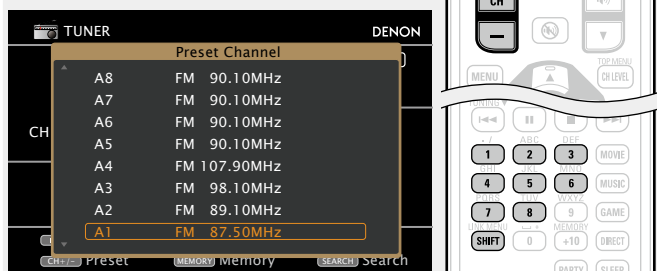 TUNER DENON
Preset Channel
A8 FM 90.10MHz
A7 FM 90.10MHz
A6 FM 90.10MHz
A5 FM 90.10MHz
A4 FM 107.90MHz
CH
A3 FM 98.10MHz
A2 FM 89.10MHz
A1 FM 87.50MHz
CH+/- Preset MEMORY Memory SEARCH Search
CH
TOP MENU
MENU CH LEVEL
TUNING ▼
• / ABC DEF
1 2 3 MOVIE
GHI JKL MNO
4 5 6 MUSIC
PQRS TUV WXYZ
7 8 9 GAME
LINK MENU MEMORY
SHIFT 0 +10 DIRECT
PARTY SLEEP